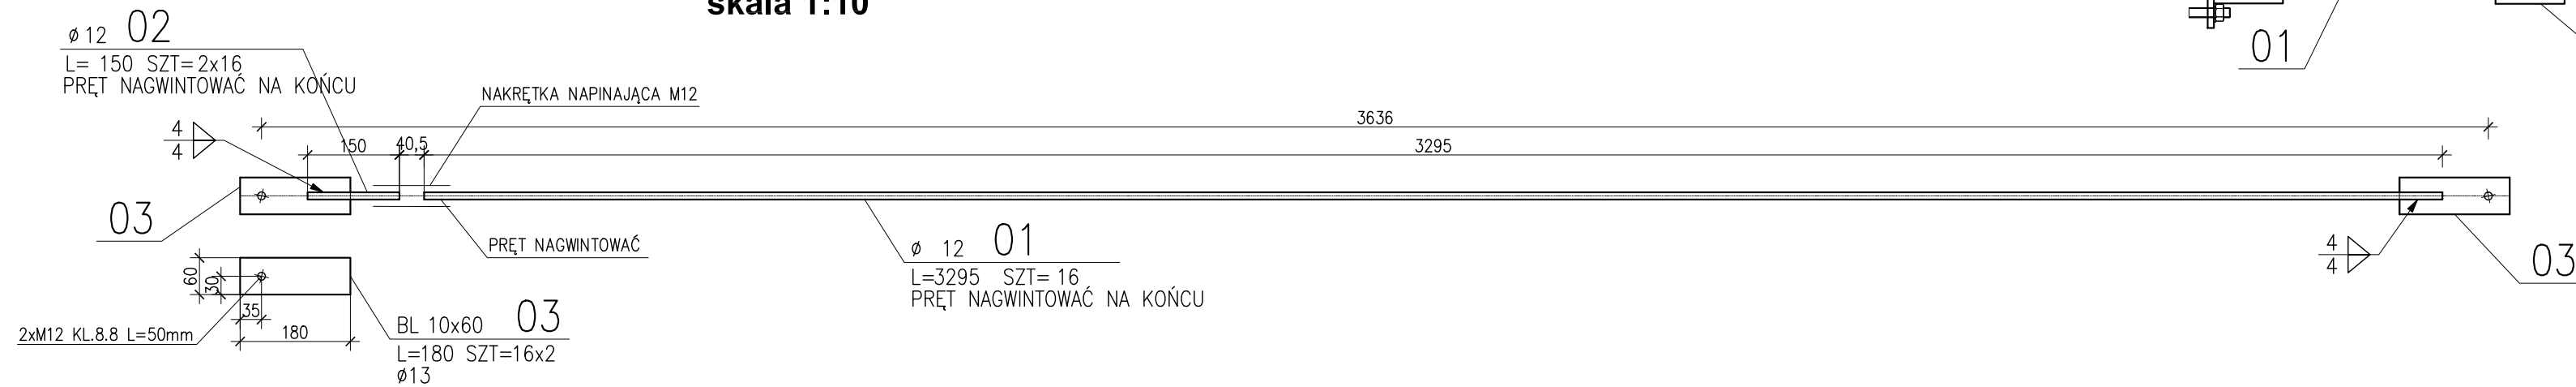 skala 1:10
ø 12 02
L= 150 SZT=2x16
PRĘT NAGWINTOWAĆ NA KOŃCU
NAKRĘTKA NAPINAJĄCA M12
01
3636
4
4
150
40,5
3295
03
PRĘT NAGWINTOWAĆ
ø 12 01
L=3295 SZT= 16
PRĘT NAGWINTOWAĆ NA KOŃCU
4
4
03
60
30
35
180
2xM12 KL.8.8 L=50mm
BL 10x60 03
L=180 SZT=16x2
ø13